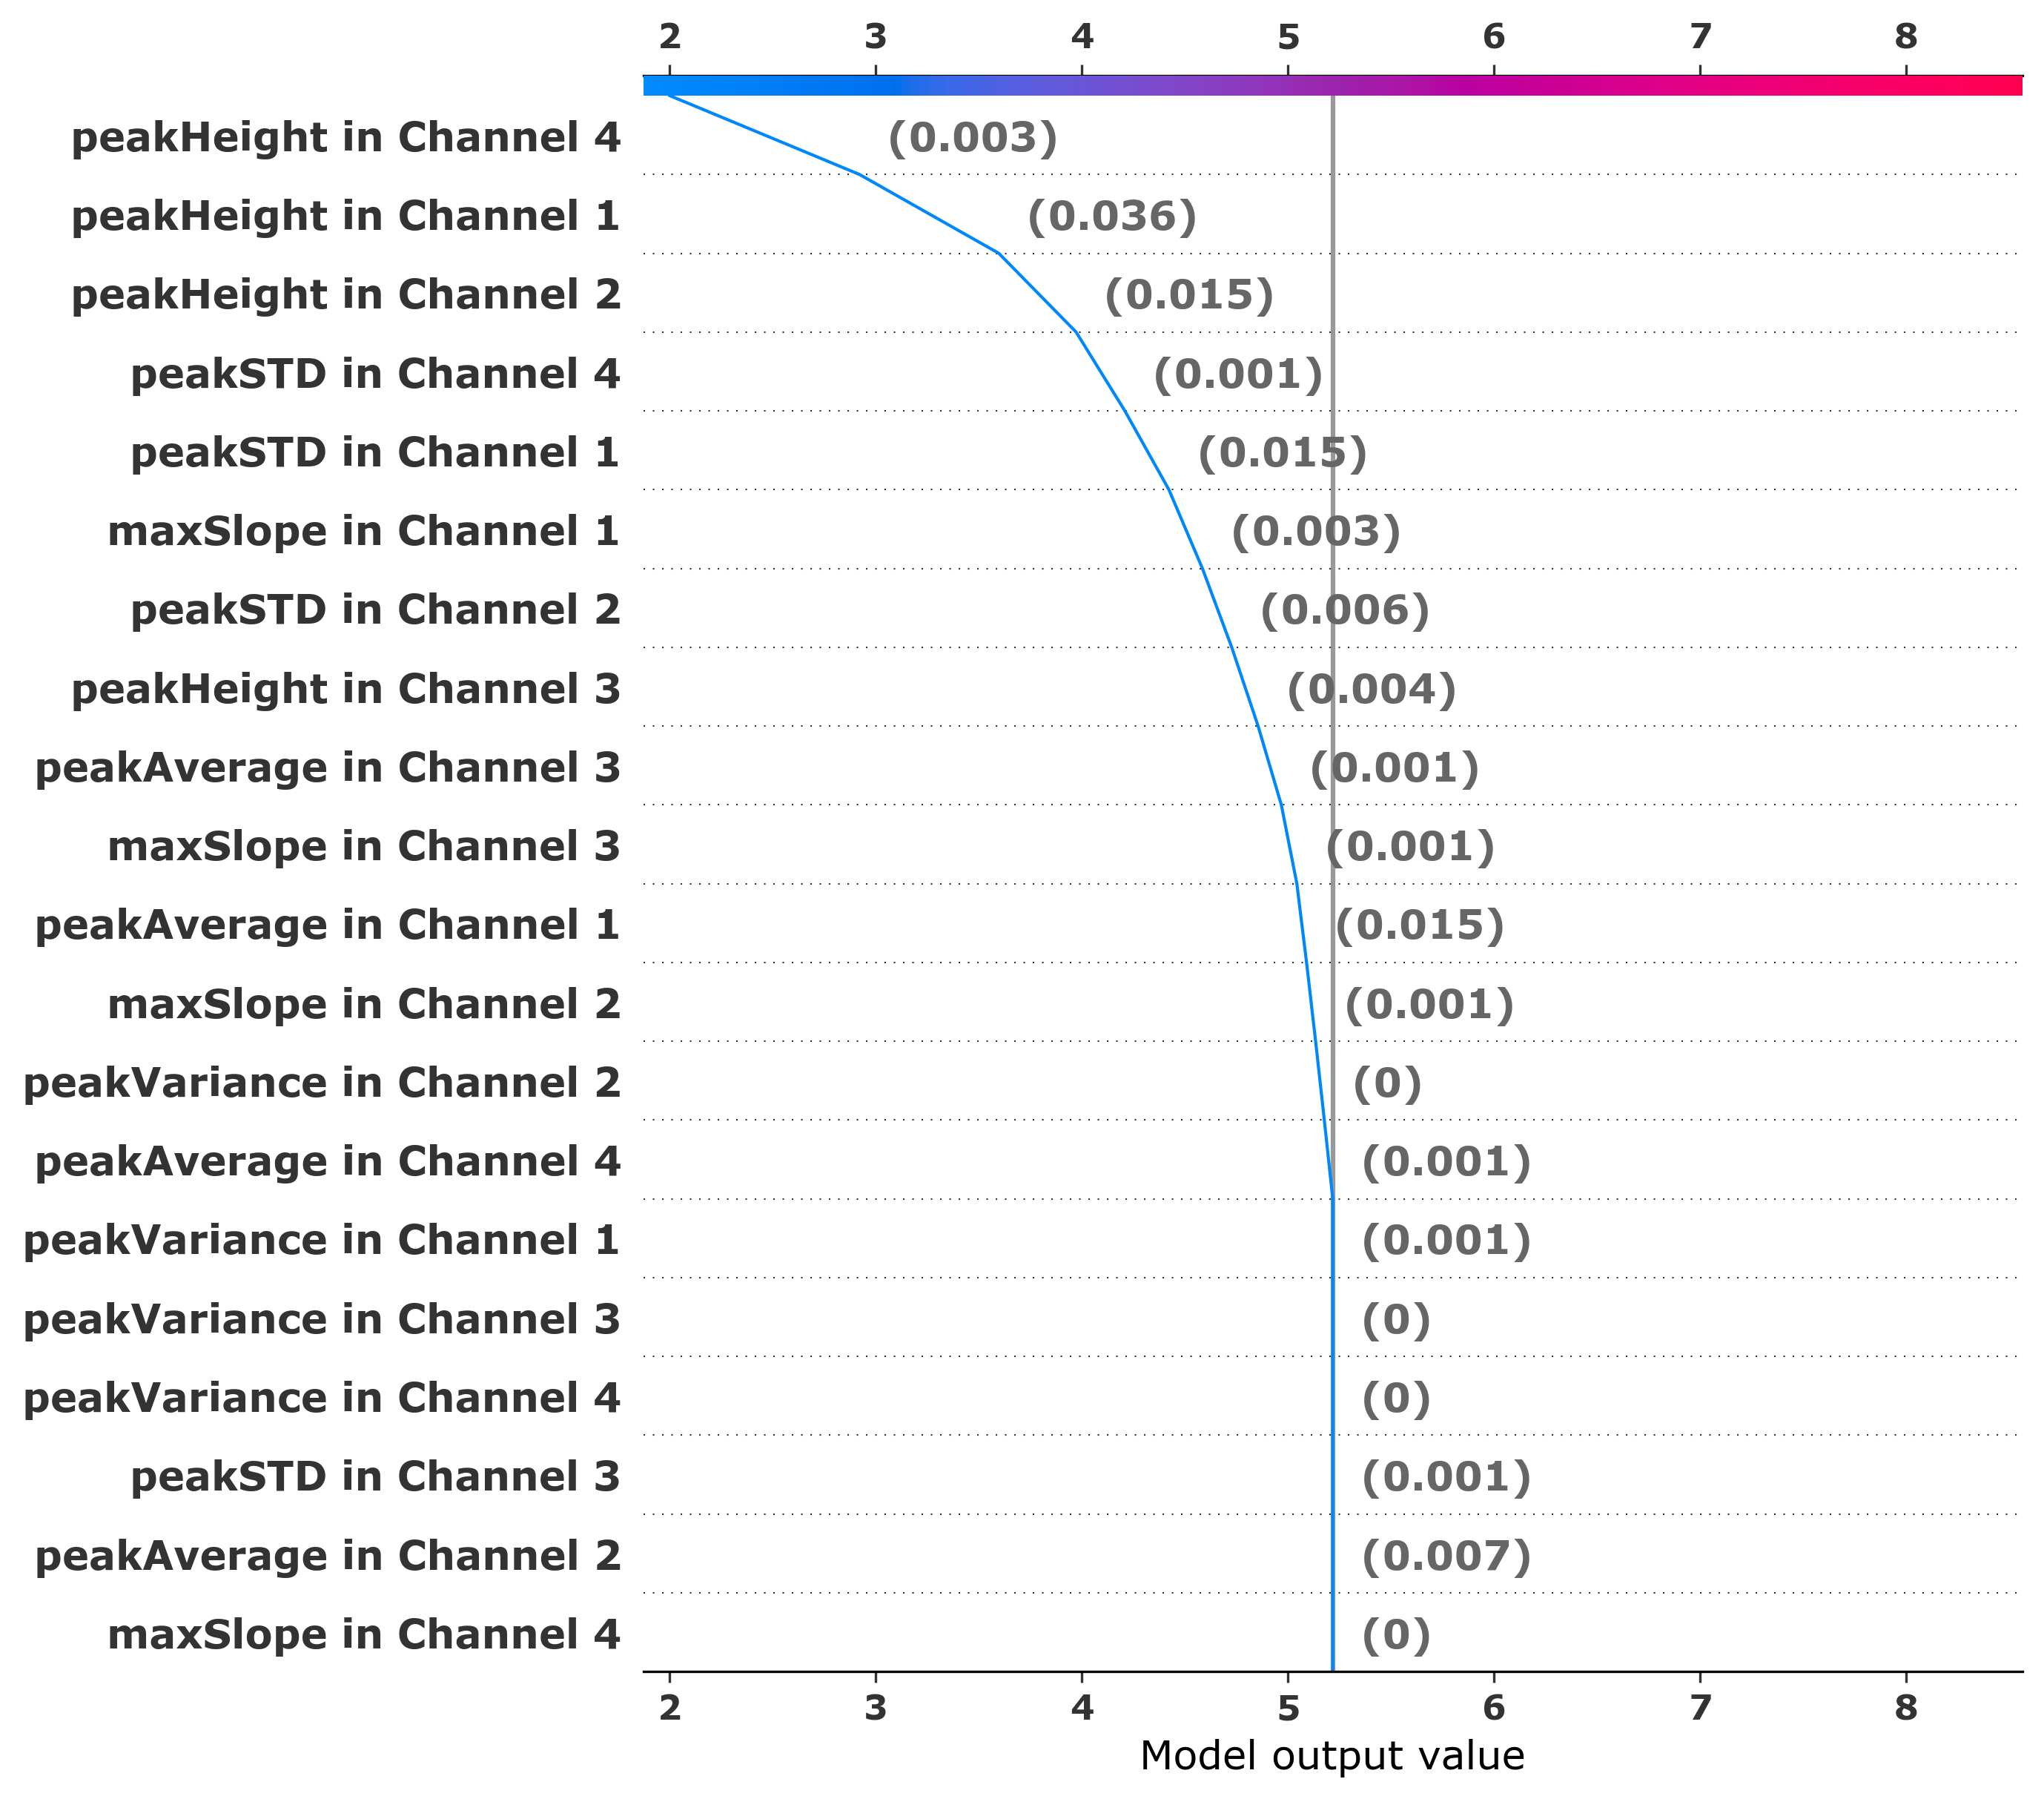 2 3 4 5 6 7 8
peakHeight in Channel 4 (0.003)
peakHeight in Channel 1 (0.036)
peakHeight in Channel 2 (0.015)
peakSTD in Channel 4 (0.001)
peakSTD in Channel 1 (0.015)
maxSlope in Channel 1 (0.003)
peakSTD in Channel 2 (0.006)
peakHeight in Channel 3 (0.004)
peakAverage in Channel 3 (0.001)
maxSlope in Channel 3 (0.001)
peakAverage in Channel 1 (0.015)
maxSlope in Channel 2 (0.001)
peakVariance in Channel 2 (0)
peakAverage in Channel 4 (0.001)
peakVariance in Channel 1 (0.001)
peakVariance in Channel 3 (0)
peakVariance in Channel 4 (0)
peakSTD in Channel 3 (0.001)
peakAverage in Channel 2 (0.007)
maxSlope in Channel 4 (0)
2 3 4 5 6 7 8
Model output value